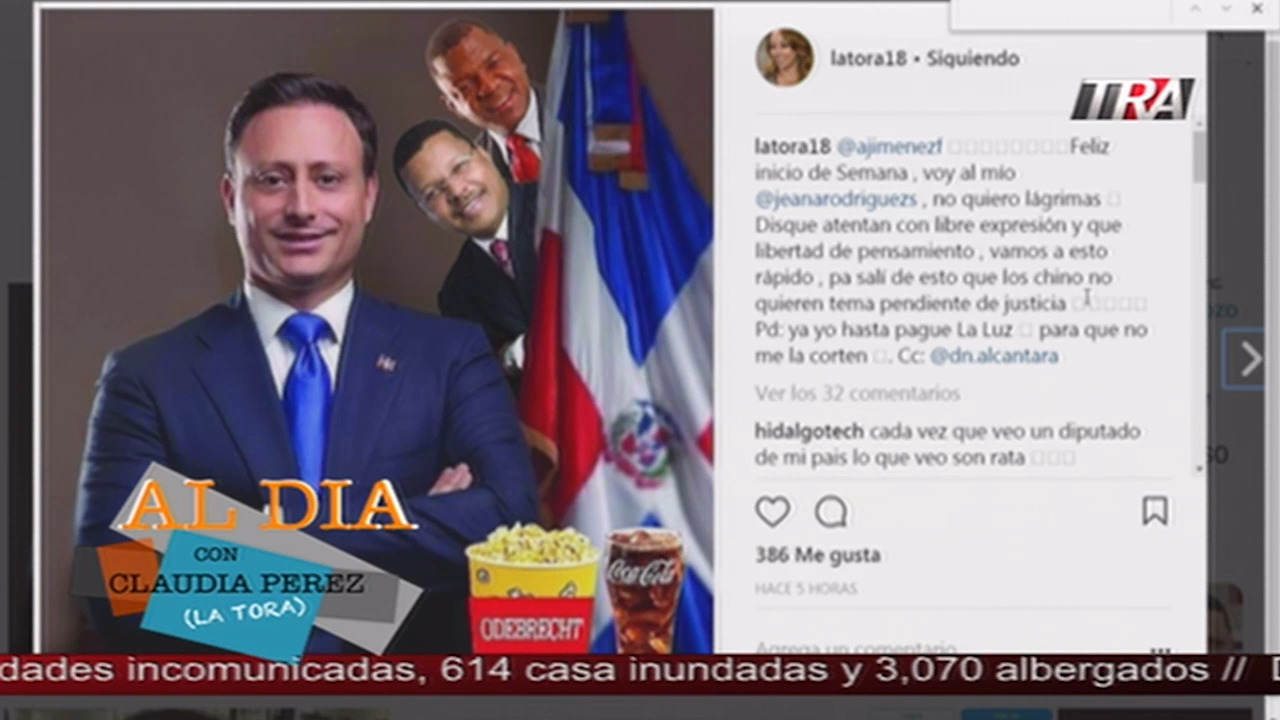 latora18 • Siguiendo
TRA
latora18 @ajimenezf Feliz
inicio de Semana , voy al mío
@jeanarodriguezs , no quiero lágrimas
Disque atentan con libre expresión y que
libertad de pensamiento , vamos a esto
rápido , pa salí de esto que los chino no
quieren tema pendiente de justicia
Pd: ya yo hasta pague La Luz para que no
me la corten . Cc: @dn.alcantara
Ver los 32 comentarios
hidalgotech cada vez que veo un diputado
de mi pais lo que veo son rata
386 Me gusta
HACE 5 HORAS
Agrega un comentario
AL DIA
CON
CLAUDIA PEREZ
(LA TORA)
Coca-Cola
ODEBRECHT
dades incomunicadas, 614 casa inundadas y 3,070 albergados //